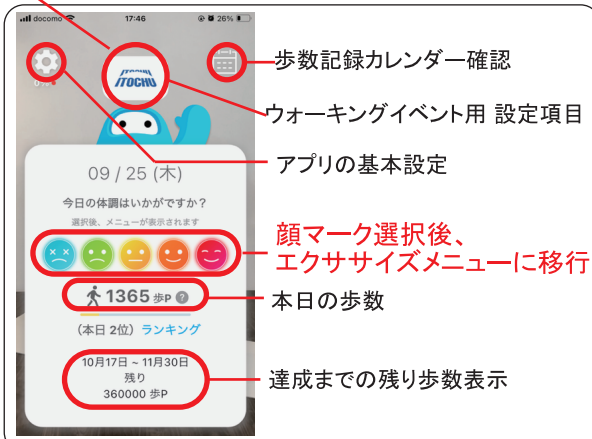 docomo 17:46 26%
歩数記録カレンダー確認
ITOCHU
ウォーキングイベント用 設定項目
アプリの基本設定
09 / 25 (木)
今日の体調はいかがですか?
選択後、メニューが表示されます
顔マーク選択後、
エクササイズメニューに移行
1365 歩P ?
本日の歩数
(本日 2位) ランキング
10月17日 ~ 11月30日
残り
360000 歩P
達成までの残り歩数表示